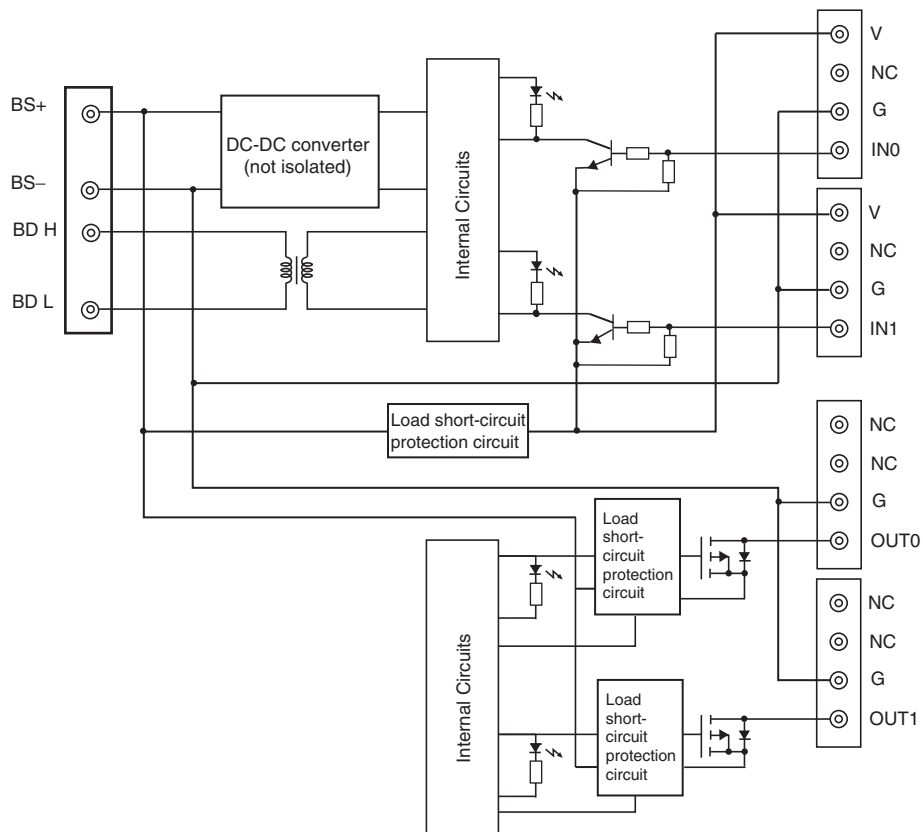 BS+
BS–
BD H
BD L
DC-DC converter
(not isolated)
Internal Circuits
V
NC
G
IN0
V
NC
G
IN1
Load short-circuit
protection circuit
NC
NC
G
OUT0
NC
NC
G
OUT1
Internal Circuits
Load
short-
circuit
protection
circuit
Load
short-
circuit
protection
circuit